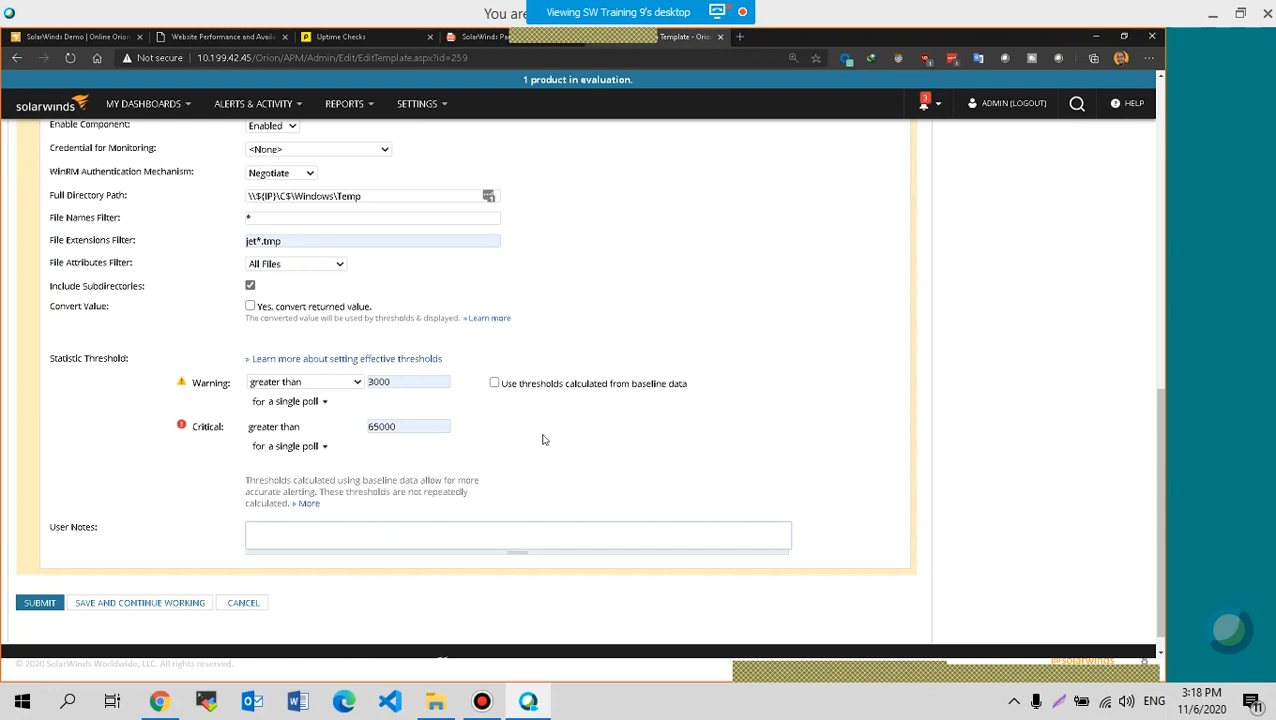 You are
Viewing SW Training 9's desktop
SolarWinds Demo | Online Orion
Website Performance and Availa
Uptime Checks
SolarWinds Pa
Template - Orion
Not secure | 10.199.42.45/Orion/APM/Admin/Edit/EditTemplate.aspx?id=259
1 product in evaluation.
solarwinds
MY DASHBOARDS
ALERTS & ACTIVITY
REPORTS
SETTINGS
3
ADMIN (LOGOUT)
HELP
Enable Component:
Enabled
Credential for Monitoring:
<None>
WinRM Authentication Mechanism:
Negotiate
Full Directory Path:
\\${IP}\C$\Windows\Temp
File Names Filter:
*
File Extensions Filter:
jet*.tmp
File Attributes Filter:
All Files
Include Subdirectories:
Convert Value:
Yes, convert returned value.
The converted value will be used by thresholds & displayed. » Learn more
Statistic Threshold:
» Learn more about setting effective thresholds
Warning:
greater than
3000
Use thresholds calculated from baseline data
for a single poll
Critical:
greater than
65000
for a single poll
Thresholds calculated using baseline data allow for more
accurate alerting. These thresholds are not repeatedly
calculated. » More
User Notes:
SUBMIT
SAVE AND CONTINUE WORKING
CANCEL
© 2020 SolarWinds Worldwide, LLC. All rights reserved.
@solarwinds
ENG
3:18 PM
11/6/2020